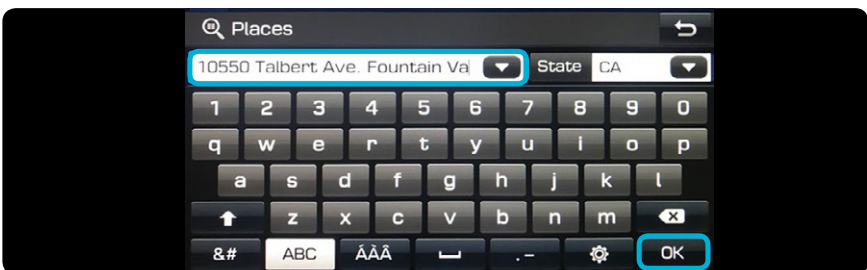 Places
10550 Talbert Ave. Fountain Va State CA
1 2 3 4 5 6 7 8 9 0
q w e r t y u i o p
a s d f g h j k l
z x c v b n m
&# ABC ÁÀÂ .- OK